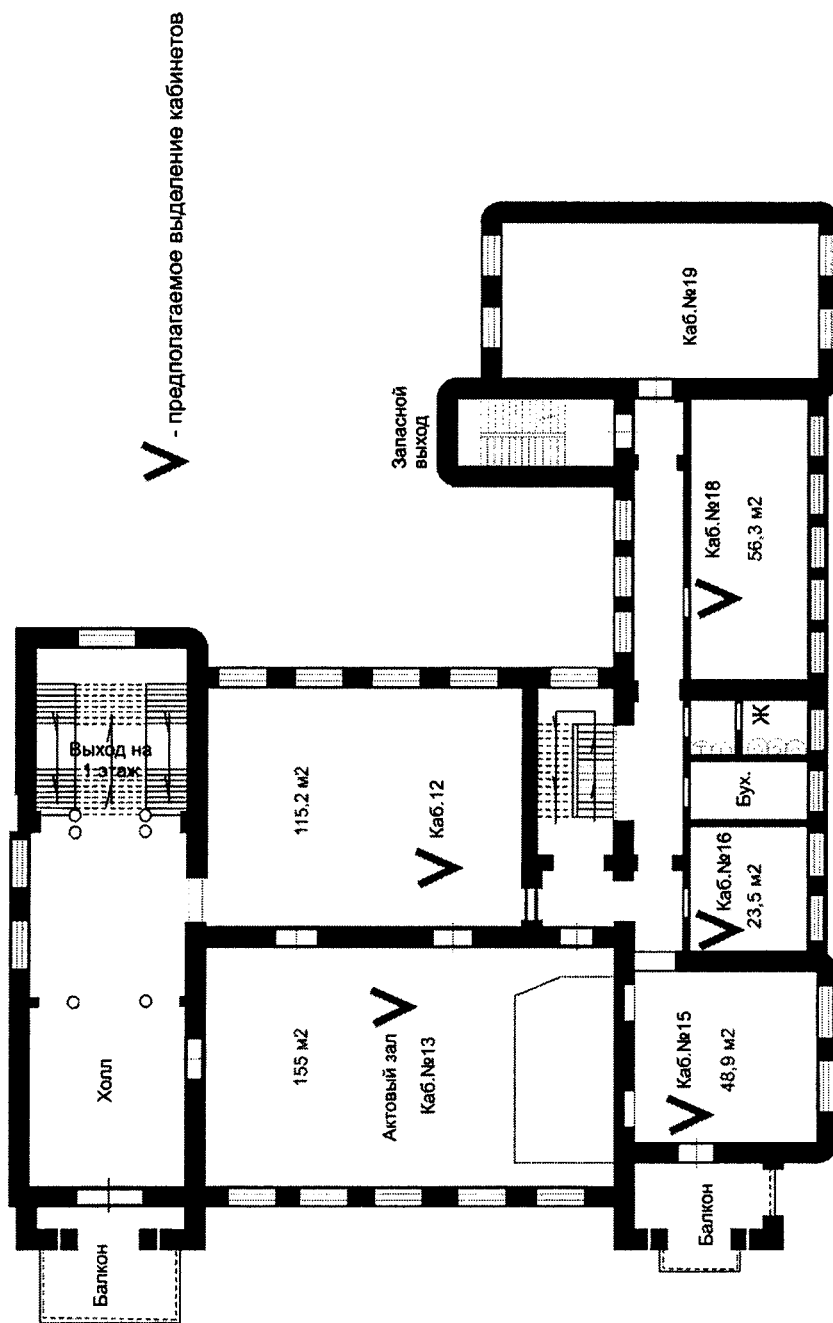 - предполагаемое выделение кабинетов
Выход на
1 этаж
Холл
Балкон
115.2 м2
Каб.12
155 м2
Актовый зал
Каб.№13
Запасной
выход
Каб.№19
Каб.№18
56,3 м2
Ж
Бух.
Каб.№16
23,5 м2
Каб.№15
48,9 м2
Балкон